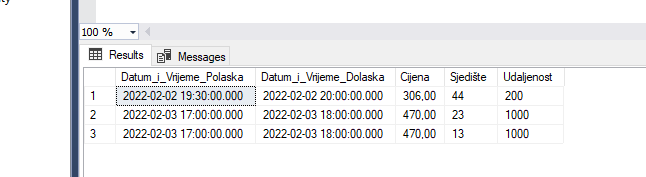 100 %
Results Messages
Datum_i_Vrijeme_Polaska Datum_i_Vrijeme_Dolaska Cijena Sjedište Udaljenost
1 2022-02-02 19:30:00.000 2022-02-02 20:00:00.000 306,00 44 200
2 2022-02-03 17:00:00.000 2022-02-03 18:00:00.000 470,00 23 1000
3 2022-02-03 17:00:00.000 2022-02-03 18:00:00.000 470,00 13 1000